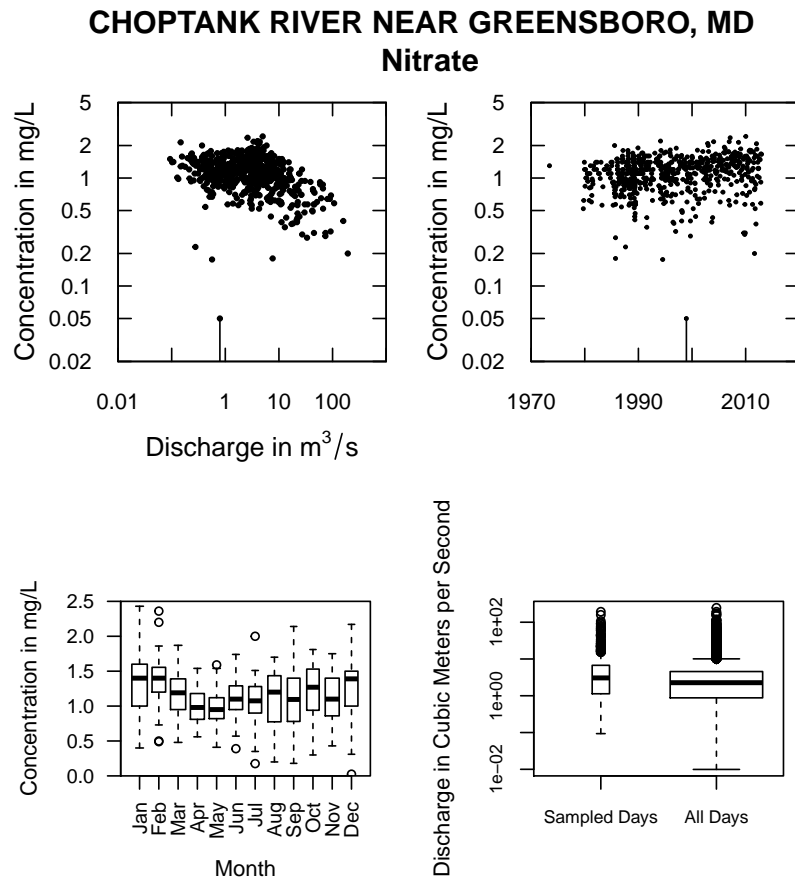 CHOPTANK RIVER NEAR GREENSBORO, MD
Nitrate
Concentration in mg/L
5
2
1
0.5
0.2
0.1
0.05
0.02
0.01
1
10
100
Discharge in m³/s
Concentration in mg/L
5
2
1
0.5
0.2
0.1
0.05
0.02
1970
1990
2010
Concentration in mg/L
2.5
2.0
1.5
1.0
0.5
0.0
Jan
Feb
Mar
Apr
May
Jun
Jul
Aug
Sep
Oct
Nov
Dec
Month
Discharge in Cubic Meters per Second
1e+02
1e+00
1e−02
Sampled Days
All Days